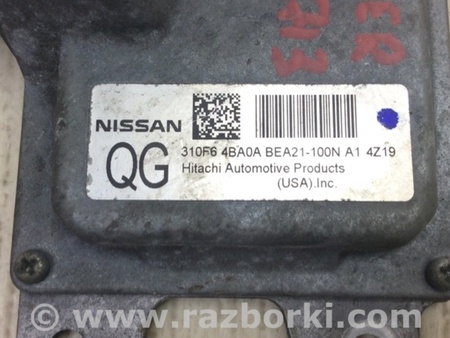 NISSAN
QG
310F6 4BA0A BEA21-100N A1 4Z19
Hitachi Automotive Products
(USA).Inc.
© www.razborki.com